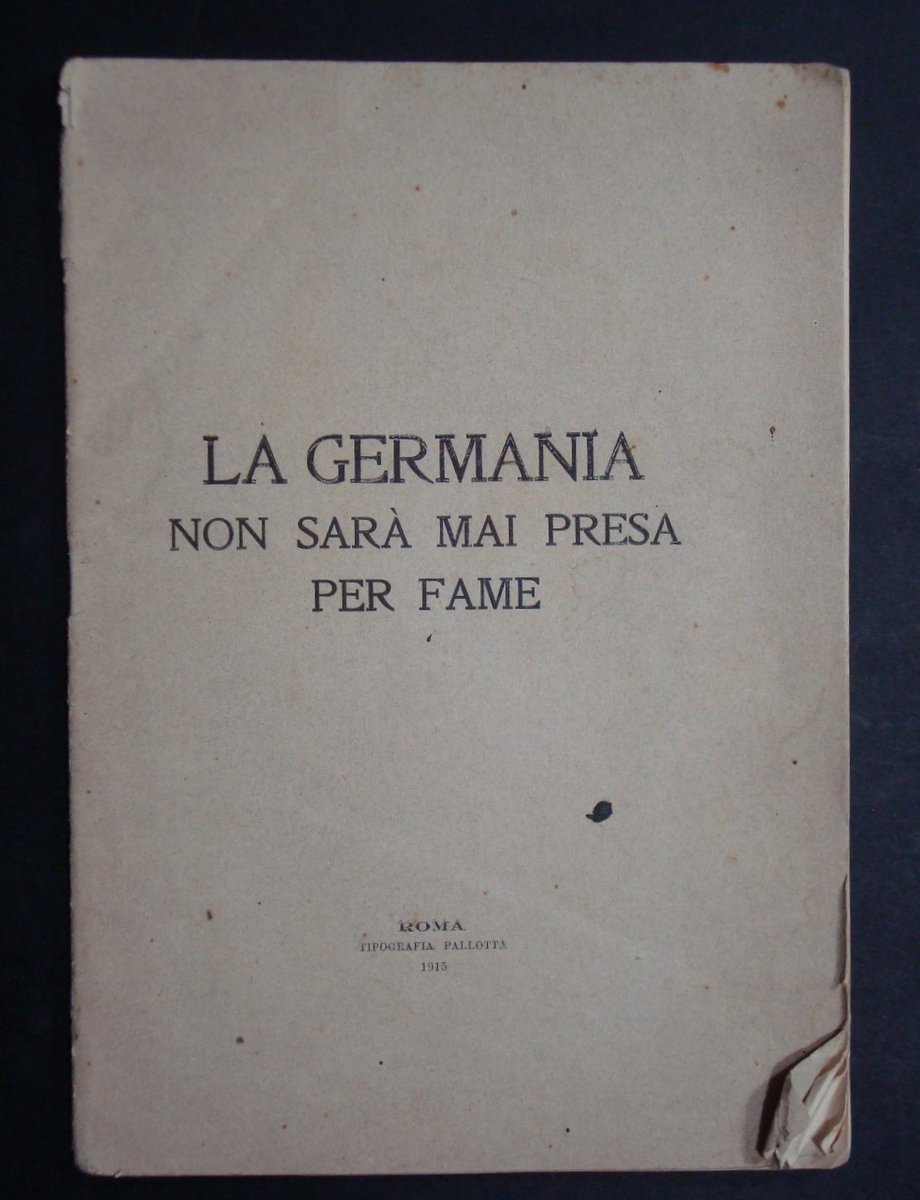 LA GERMANIA
NON SARÀ MAI PRESA
PER FAME
ROMA
TIPOGRAFIA PALLOTTA
1915